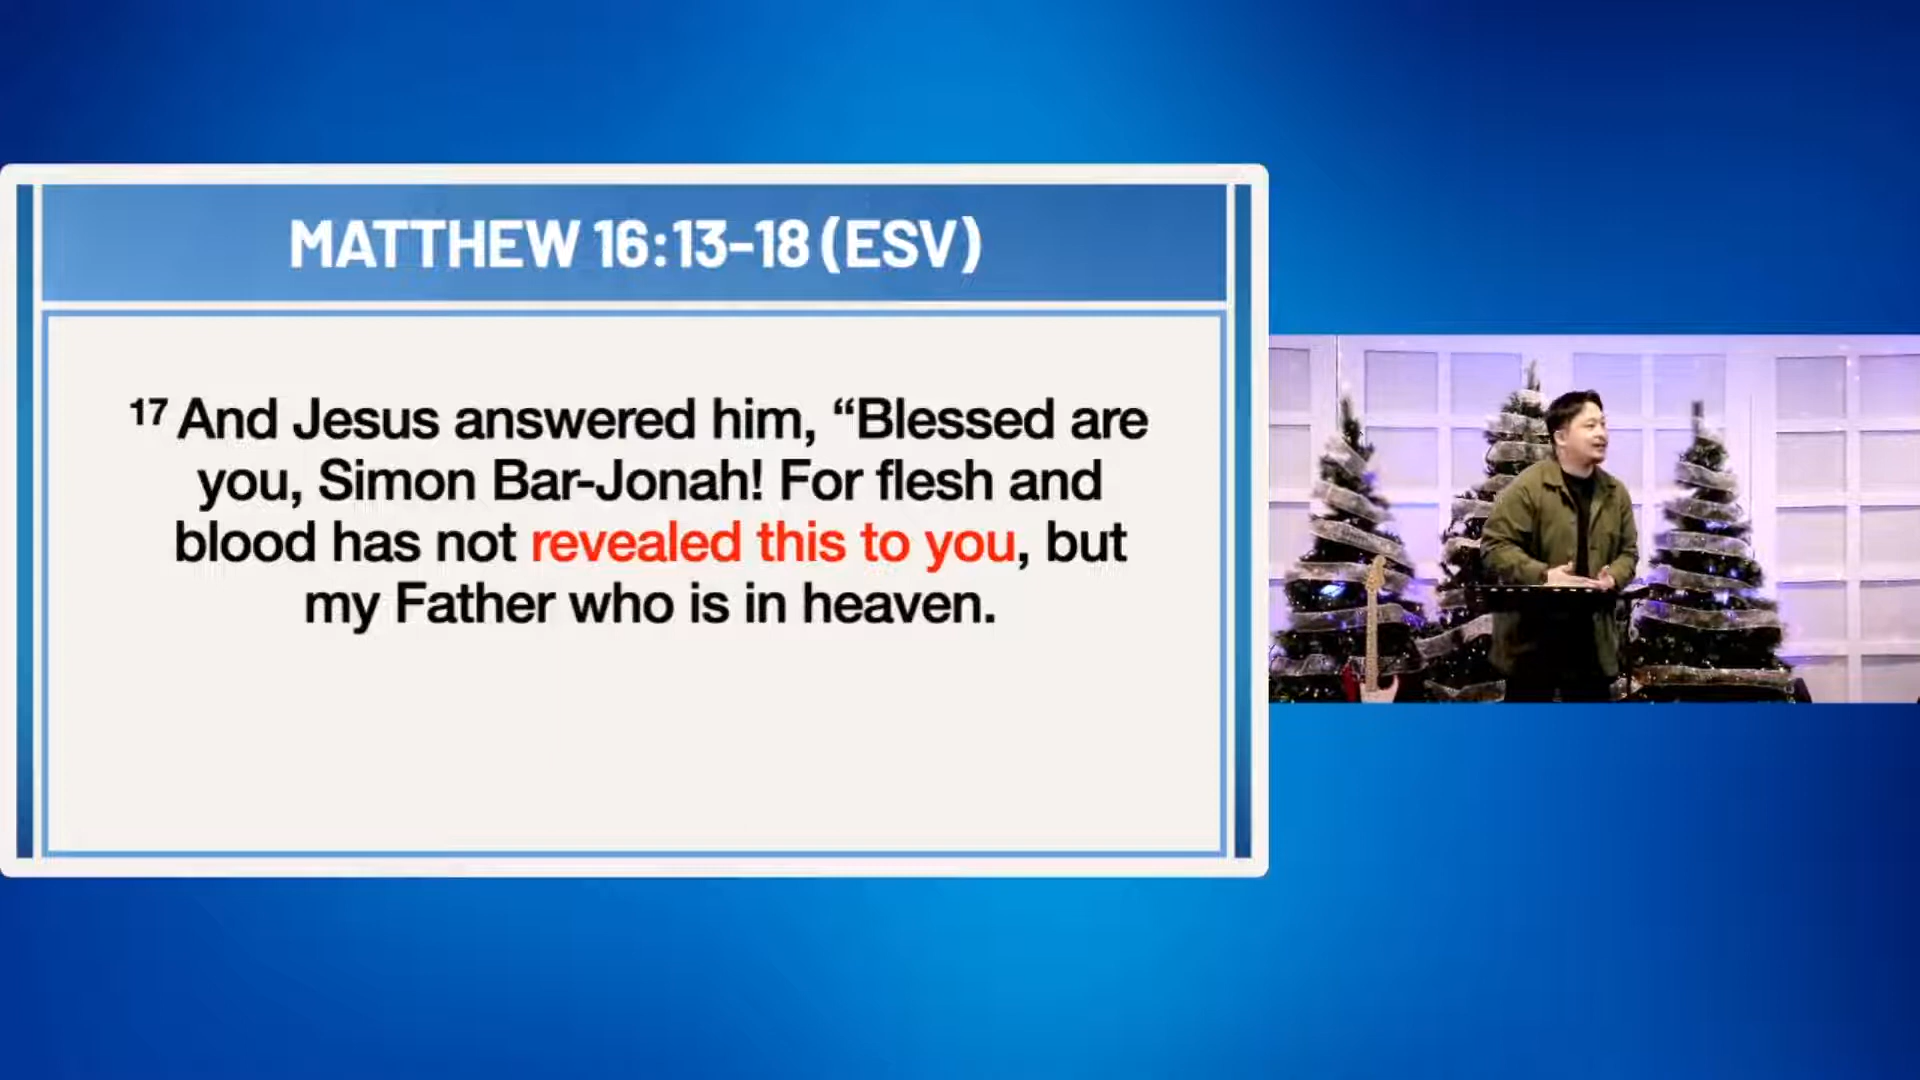 MATTHEW 16:13-18 (ESV)
17 And Jesus answered him, “Blessed are
you, Simon Bar-Jonah! For flesh and
blood has not revealed this to you, but
my Father who is in heaven.